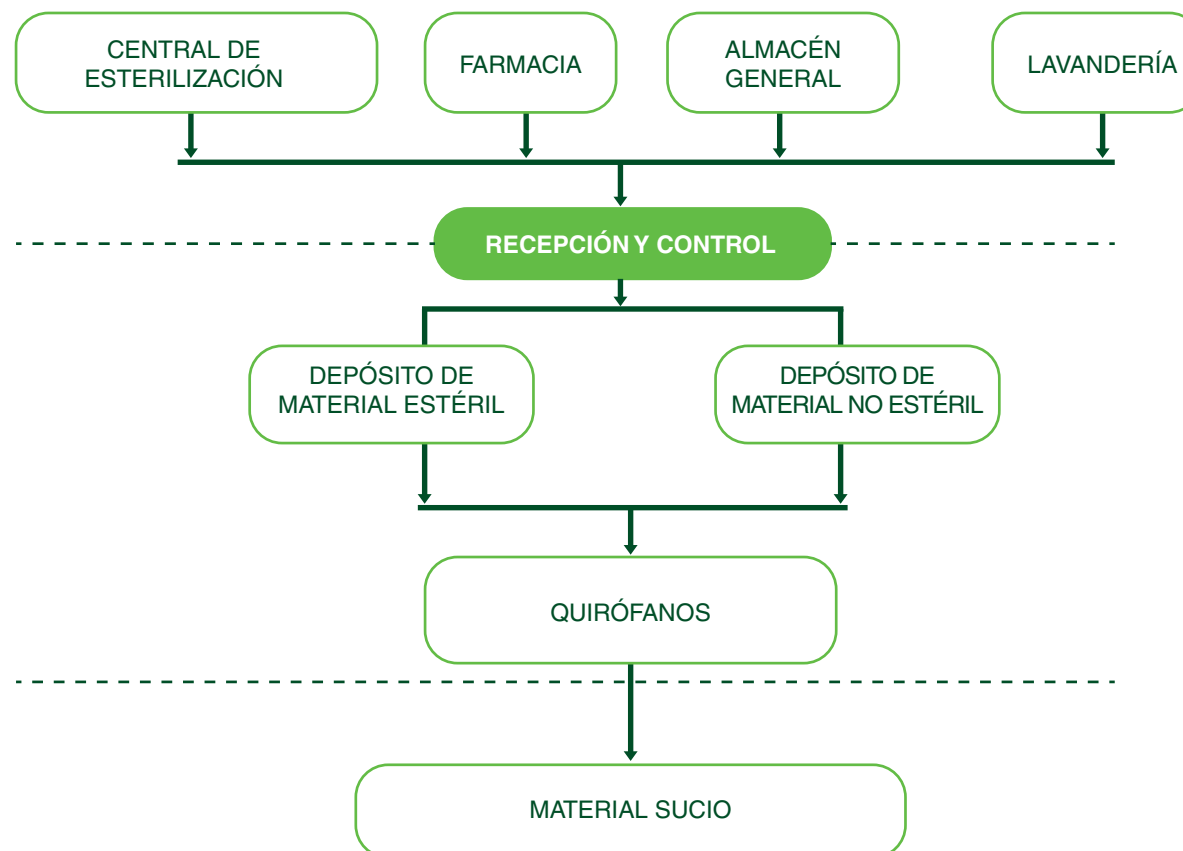 CENTRAL DE
ESTERILIZACIÓN
FARMACIA
ALMACÉN
GENERAL
LAVANDERÍA
RECEPCIÓN Y CONTROL
DEPÓSITO DE
MATERIAL ESTÉRIL
DEPÓSITO DE
MATERIAL NO ESTÉRIL
QUIRÓFANOS
MATERIAL SUCIO